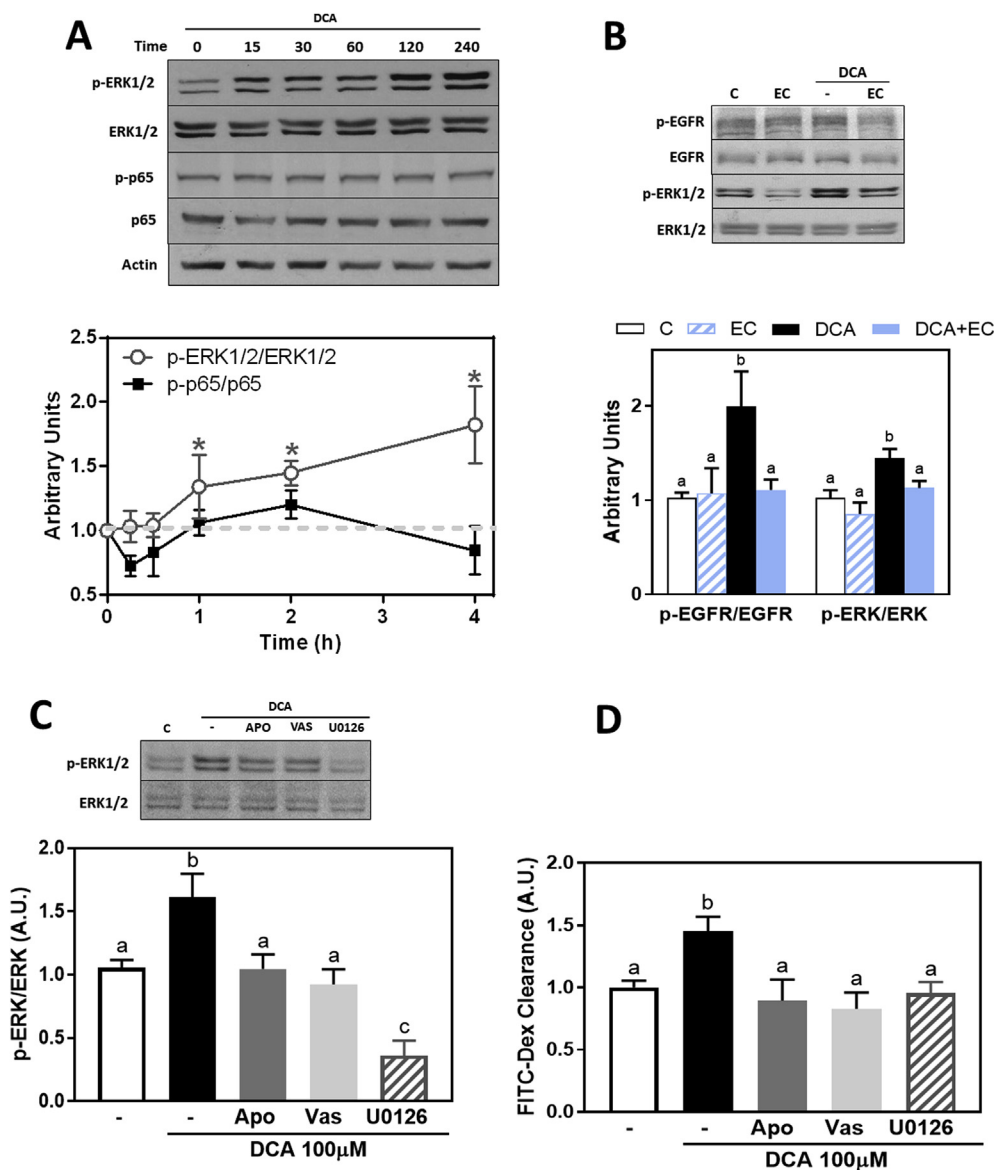 A
DCA
Time 0 15 30 60 120 240
p-ERK1/2
ERK1/2
p-p65
p65
Actin
2.5
2.0
1.5
1.0
0.5
Arbitrary Units
p-ERK1/2/ERK1/2
p-p65/p65
* * *
0 1 2 3 4
Time (h)
B
DCA
C EC - EC
p-EGFR
EGFR
p-ERK1/2
ERK1/2
C EC DCA DCA+EC
2
1
0
Arbitrary Units
a a b a a a b a
p-EGFR/EGFR p-ERK/ERK
C
DCA
C - APO VAS U0126
p-ERK1/2
ERK1/2
2.0
1.5
1.0
0.5
0.0
p-ERK/ERK (A.U.)
a b a a c
- - Apo Vas U0126
DCA 100μM
D
2.0
1.5
1.0
0.5
0.0
FITC-Dex Clearance (A.U.)
a b a a a
- - Apo Vas U0126
DCA 100μM